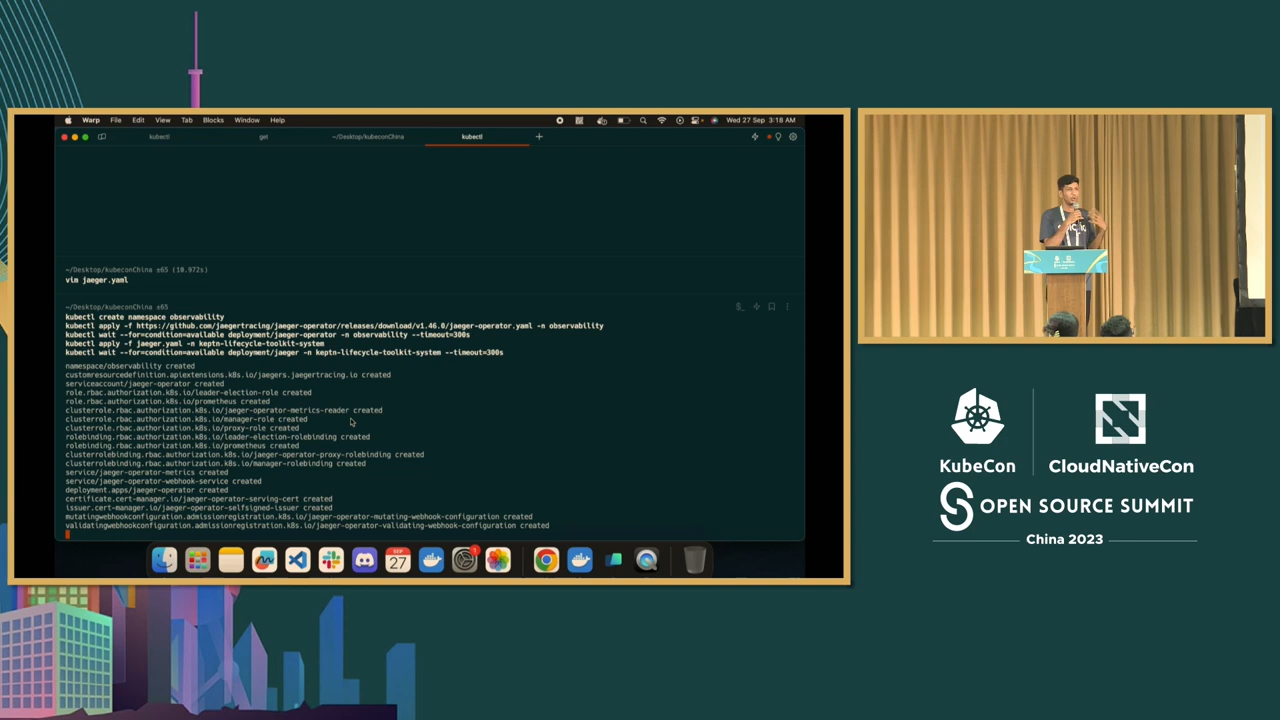 Warp File Edit View Tab Blocks Window Help
Wed 27 Sep 3:18 AM
kubectl
get
~/Desktop/kubeconChina
kubectl
~/Desktop/kubeconChina ±65 (18.972s)
vim jaeger.yaml
~/Desktop/kubeconChina ±65
kubectl create namespace observability
kubectl apply -f https://github.com/jaegertracing/jaeger-operator/releases/download/v1.46.0/jaeger-operator.yaml -n observability
kubectl wait --for=condition=available deployment/jaeger-operator -n observability --timeout=300s
kubectl apply -f jaeger.yaml -n keptn-lifecycle-toolkit-system
kubectl wait --for=condition=available deployment/jaeger -n keptn-lifecycle-toolkit-system --timeout=300s
namespace/observability created
customresourcedefinition.apiextensions.k8s.io/jaegers.jaegertracing.io created
serviceaccount/jaeger-operator created
role.rbac.authorization.k8s.io/leader-election-role created
role.rbac.authorization.k8s.io/prometheus created
clusterrole.rbac.authorization.k8s.io/jaeger-operator-metrics-reader created
clusterrole.rbac.authorization.k8s.io/manager-role created
clusterrole.rbac.authorization.k8s.io/proxy-role created
rolebinding.rbac.authorization.k8s.io/leader-election-rolebinding created
rolebinding.rbac.authorization.k8s.io/prometheus created
clusterrolebinding.rbac.authorization.k8s.io/jaeger-operator-proxy-rolebinding created
clusterrolebinding.rbac.authorization.k8s.io/manager-rolebinding created
service/jaeger-operator-metrics created
service/jaeger-operator-webhook-service created
deployment.apps/jaeger-operator created
certificate.cert-manager.io/jaeger-operator-serving-cert created
issuer.cert-manager.io/jaeger-operator-selfsigned-issuer created
mutatingwebhookconfiguration.admissionregistration.k8s.io/jaeger-operator-mutating-webhook-configuration created
validatingwebhookconfiguration.admissionregistration.k8s.io/jaeger-operator-validating-webhook-configuration created
SEP
27
1
KubeCon
CloudNativeCon
OPEN SOURCE SUMMIT
China 2023